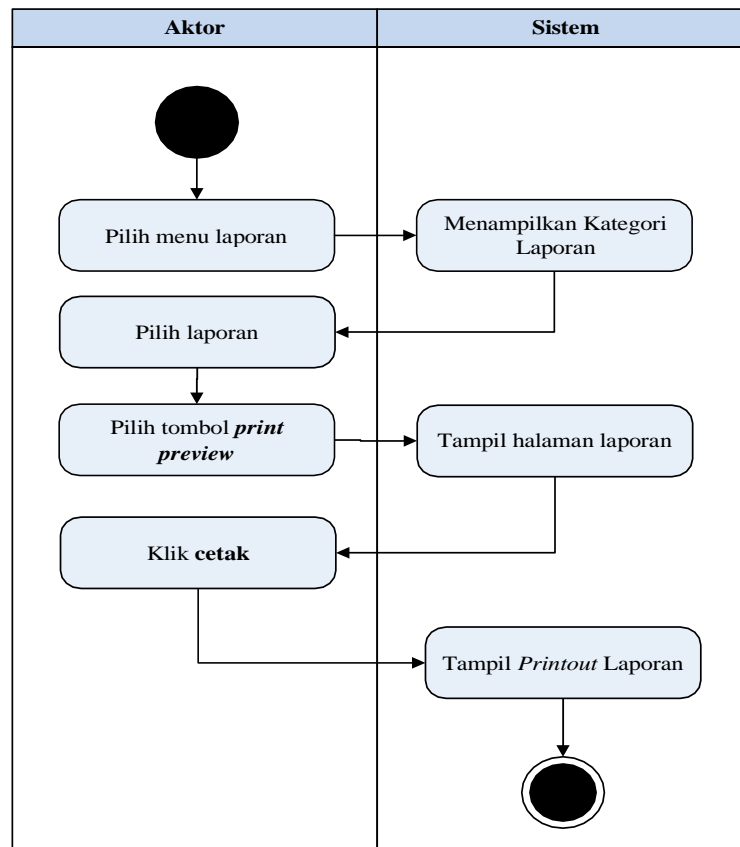 Aktor
Sistem
Pilih menu laporan
Menampilkan Kategori
Laporan
Pilih laporan
Pilih tombol print
preview
Tampil halaman laporan
Klik cetak
Tampil Printout Laporan